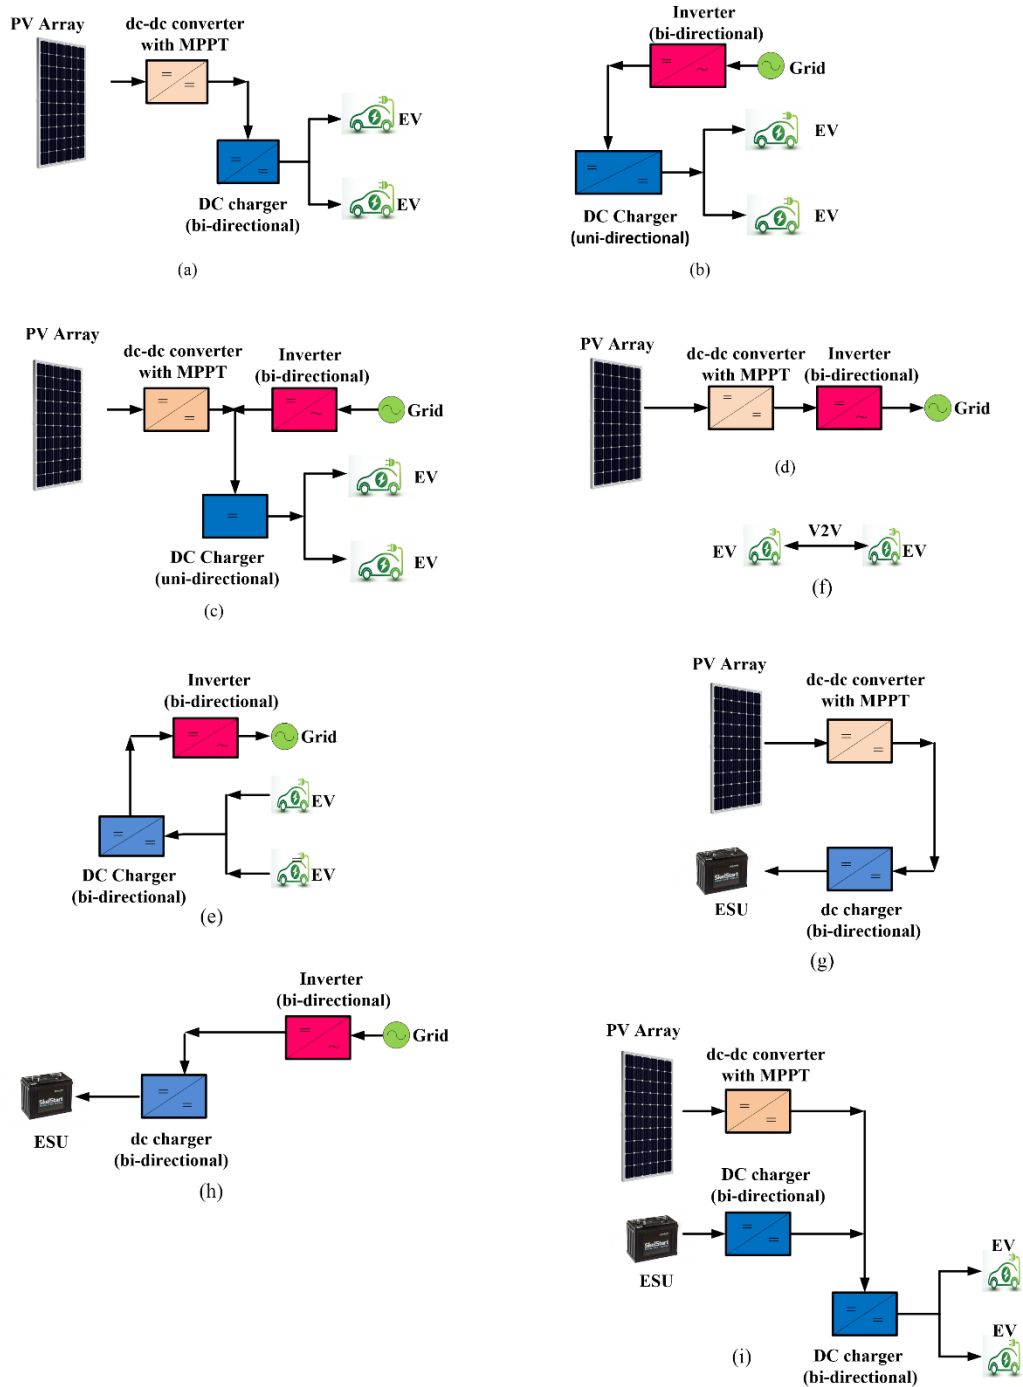 PV Array
dc-dc converter
with MPPT
EV
EV
DC charger
(bi-directional)
(a)
Inverter
(bi-directional)
Grid
EV
EV
DC Charger
(uni-directional)
(b)
PV Array
dc-dc converter
with MPPT
Inverter
(bi-directional)
Grid
EV
EV
DC Charger
(uni-directional)
(c)
PV Array
dc-dc converter
with MPPT
Inverter
(bi-directional)
Grid
(d)
V2V
EV
EV
(f)
Inverter
(bi-directional)
Grid
EV
EV
DC Charger
(bi-directional)
(e)
PV Array
dc-dc converter
with MPPT
ESU
dc charger
(bi-directional)
(g)
Inverter
(bi-directional)
Grid
SkelStart
ESU
dc charger
(bi-directional)
(h)
PV Array
dc-dc converter
with MPPT
DC charger
(bi-directional)
SkelStart
ESU
EV
EV
DC charger
(bi-directional)
(i)